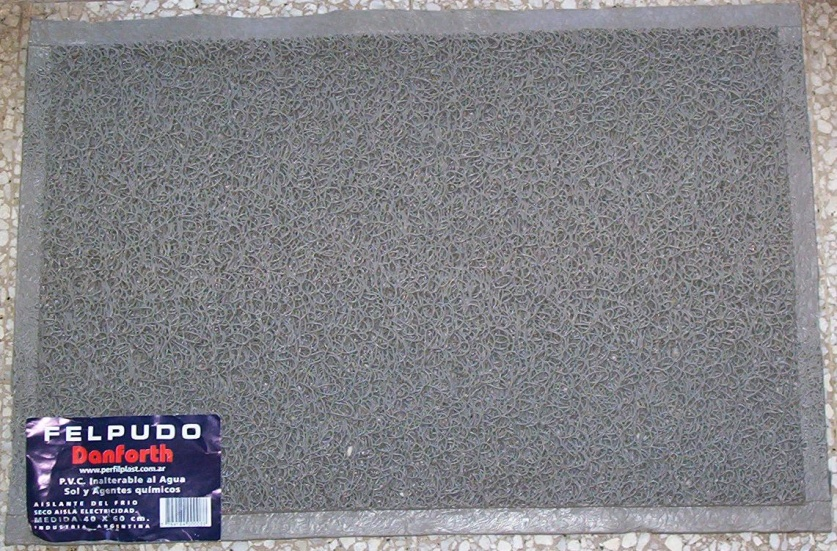 FELPUDO
Danforth
www.perfilplast.com.ar
P.V.C. Inalterable al Agua
Sol y Agentes químicos
AISLANTE DEL FRIO
SECO AISLA ELECTRICIDAD.
MEDIDA 40 X 60 cm.
INDUSTRIA ARGENTINA